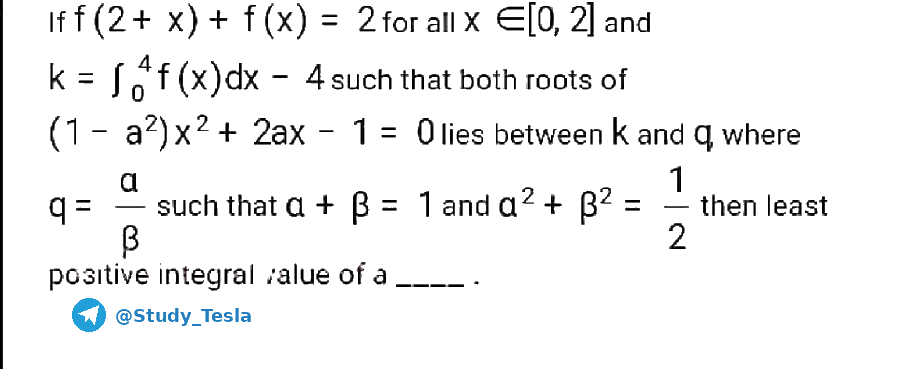 If f (2 + x) + f (x) = 2 for all x ∈[0, 2] and
k = ∫₀⁴ f (x)dx − 4 such that both roots of
(1 − a²)x² + 2ax − 1 = 0 lies between k and q, where
q = α/β such that α + β = 1 and α² + β² = 1/2 then least
positive integral value of a ____ .
@Study_Tesla